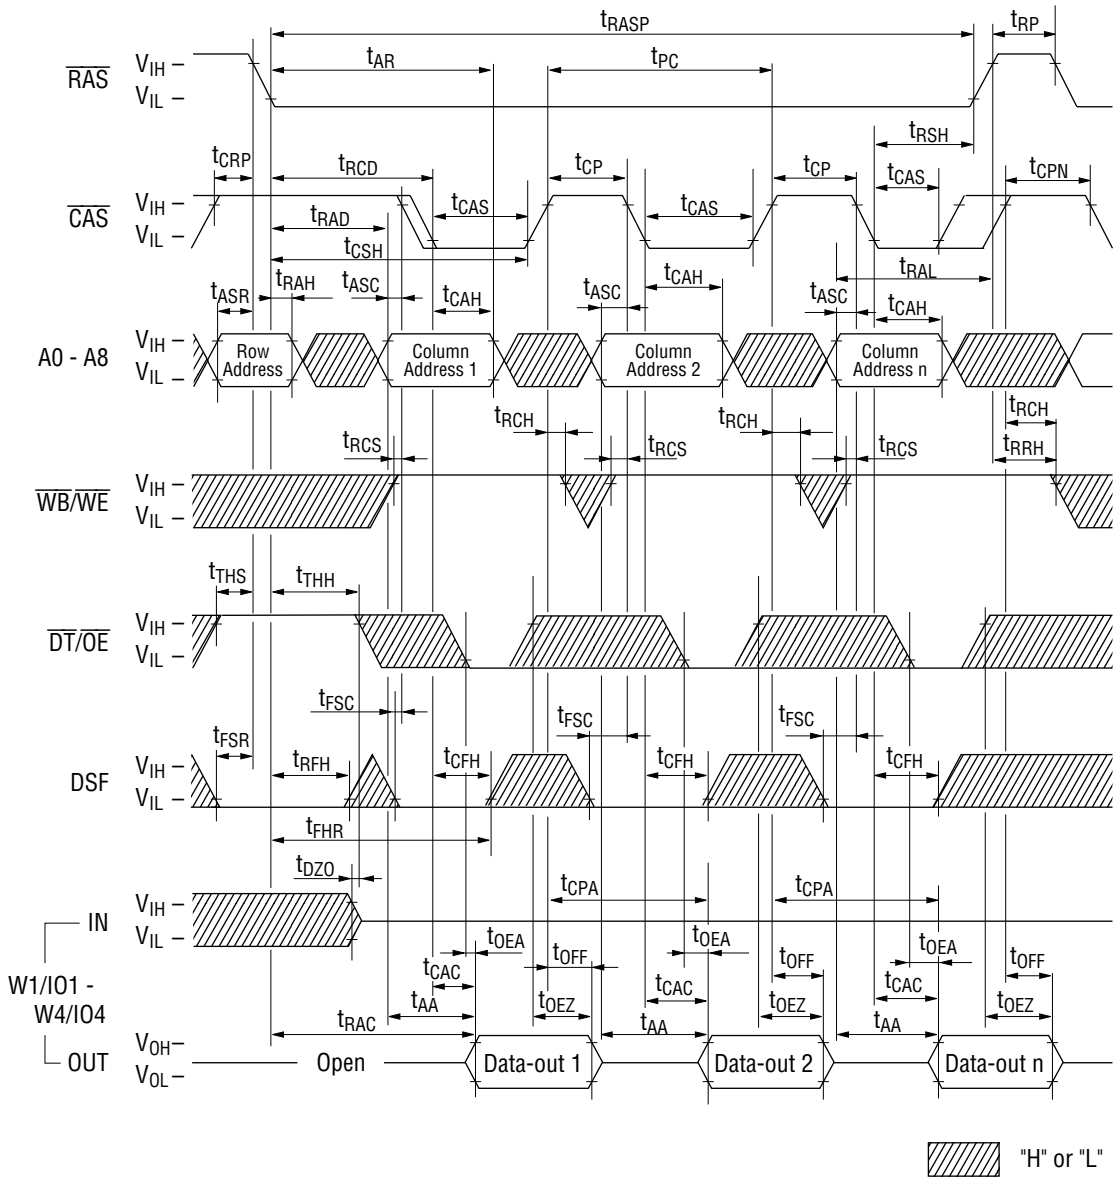 tRASP tRP
tAR tPC
RAS VIH
VIL
tRSH
tCRP tRCD tCP tCP tCAS tCPN
CAS VIH
VIL
tRAD tCAS tCAS
tCSH
tRAL
tASR tRAH tASC tCAH tASC tCAH tASC tCAH
A0 - A8 VIH
VIL
Row Address
Column Address 1
Column Address 2
Column Address n
tRCH tRCH tRCH
tRCS tRCS tRCS tRRH
WB/WE VIH
VIL
tTHS tTHH
DT/OE VIH
VIL
tFSC tFSC tFSC
tFSR
DSF VIH
VIL
tRFH tCFH tCFH tCFH
tFHR
tDZO
tCPA tCPA
IN VIH
VIL
tOEA tOEA tOEA
tOFF tOFF tOFF
tCAC tCAC tCAC
W1/IO1 -
W4/IO4
tAA tOEZ tAA tOEZ tAA tOEZ
tRAC
OUT VOH
VOL
Open Data-out 1 Data-out 2 Data-out n
"H" or "L"